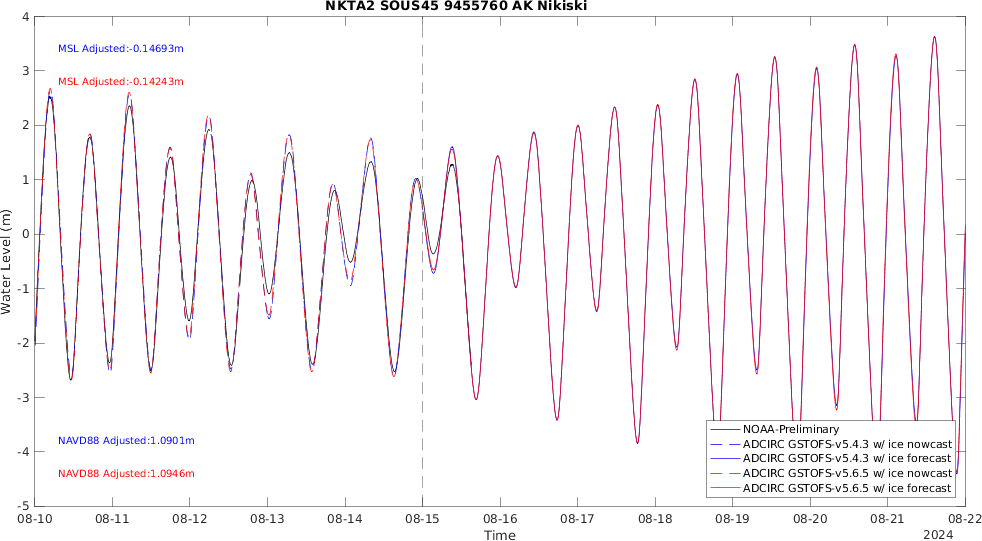 NKTA2 SOUS45 9455760 AK Nikiski
4
3
2
1
0
-1
-2
-3
-4
-5
Water Level (m)
MSL Adjusted:-0.14693m
MSL Adjusted:-0.14243m
NAVD88 Adjusted:1.0901m
NAVD88 Adjusted:1.0946m
NOAA-Preliminary
ADCIRC GSTOFS-v5.4.3 w/ ice nowcast
ADCIRC GSTOFS-v5.4.3 w/ ice forecast
ADCIRC GSTOFS-v5.6.5 w/ ice nowcast
ADCIRC GSTOFS-v5.6.5 w/ ice forecast
08-10 08-11 08-12 08-13 08-14 08-15 08-16 08-17 08-18 08-19 08-20 08-21 08-22
Time
2024